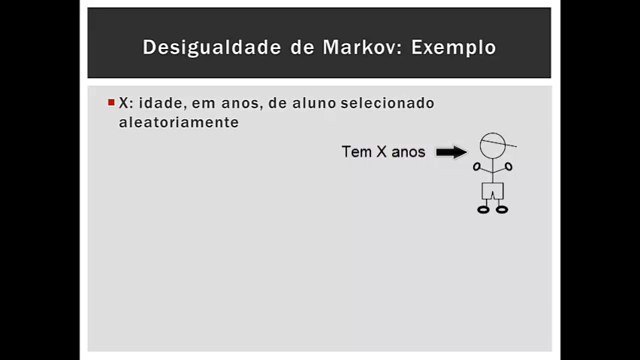 Desigualdade de Markov: Exemplo
X: idade, em anos, de aluno selecionado
aleatoriamente
Tem X anos